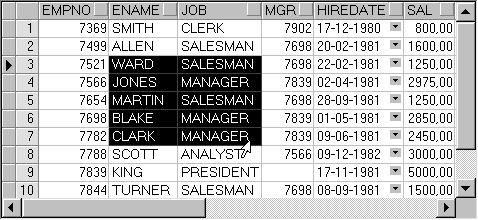 EMPNO ENAME JOB MGR HIREDATE SAL
1 7369 SMITH CLERK 7902 17-12-1980 800,00
2 7499 ALLEN SALESMAN 7698 20-02-1981 1600,00
3 7521 WARD SALESMAN 7698 22-02-1981 1250,00
4 7566 JONES MANAGER 7839 02-04-1981 2975,00
5 7654 MARTIN SALESMAN 7698 28-09-1981 1250,00
6 7698 BLAKE MANAGER 7839 01-05-1981 2850,00
7 7782 CLARK MANAGER 7839 09-06-1981 2450,00
8 7788 SCOTT ANALYST 7566 09-12-1982 3000,00
9 7839 KING PRESIDENT 17-11-1981 5000,00
10 7844 TURNER SALESMAN 7698 08-09-1981 1500,00